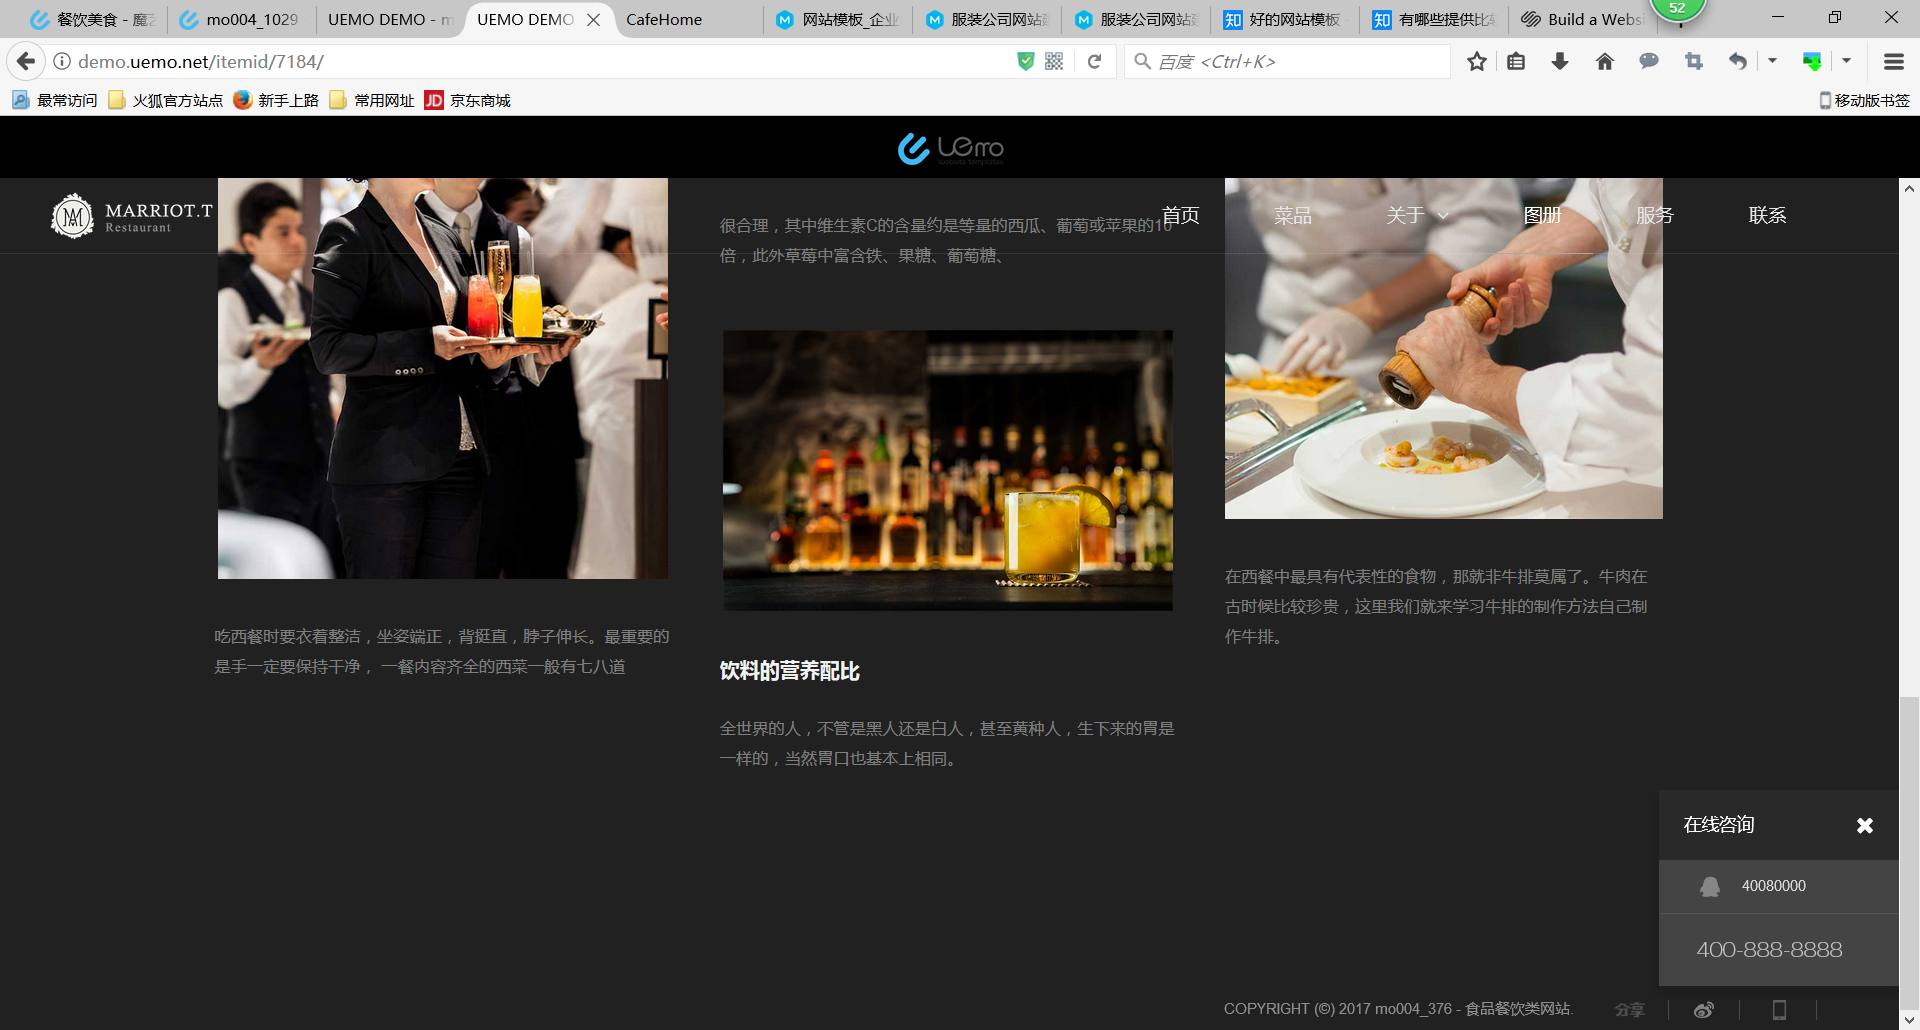 餐饮美食 - 魔
mo004_1029
UEMO DEMO - m
UEMO DEMO
CafeHome
网站模板_企业
服装公司网站
服装公司网站
好的网站模板
有哪些提供比
Build a Websi
52
demo.uemo.net/itemid/7184/
百度 <Ctrl+K>
最常访问
火狐官方站点
新手上路
常用网址
JD 京东商城
移动版书签
uemo
website templates
MARRIOT.T
Restaurant
首页
菜品
关于
图册
服务
联系
很合理，其中维生素C的含量约是等量的西瓜、葡萄或苹果的10
倍，此外草莓中富含铁、果糖、葡萄糖、
吃西餐时要衣着整洁，坐姿端正，背挺直，脖子伸长。最重要的
是手一定要保持干净， 一餐内容齐全的西菜一般有七八道
饮料的营养配比
全世界的人，不管是黑人还是白人，甚至黄种人，生下来的胃是
一样的，当然胃口也基本上相同。
在西餐中最具有代表性的食物，那就非牛排莫属了。牛肉在
古时候比较珍贵，这里我们就来学习牛排的制作方法自己制
作牛排。
在线咨询
40080000
400-888-8888
COPYRIGHT (©) 2017 mo004_376 - 食品餐饮类网站.
分享